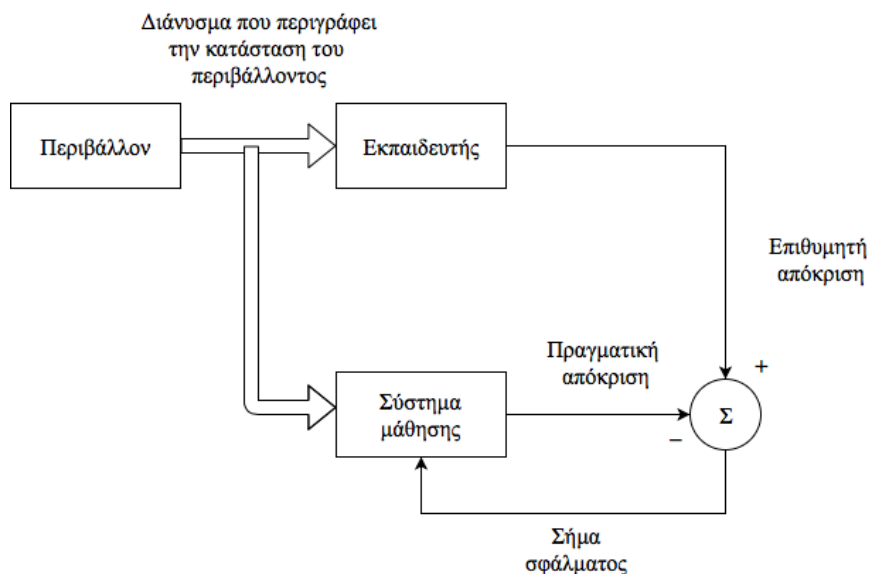 Διάνυσμα που περιγράφει
την κατάσταση του
περιβάλλοντος
Περιβάλλον
Εκπαιδευτής
Επιθυμητή
απόκριση
Πραγματική
απόκριση
+
Σύστημα
μάθησης
Σ
−
Σήμα
σφάλματος